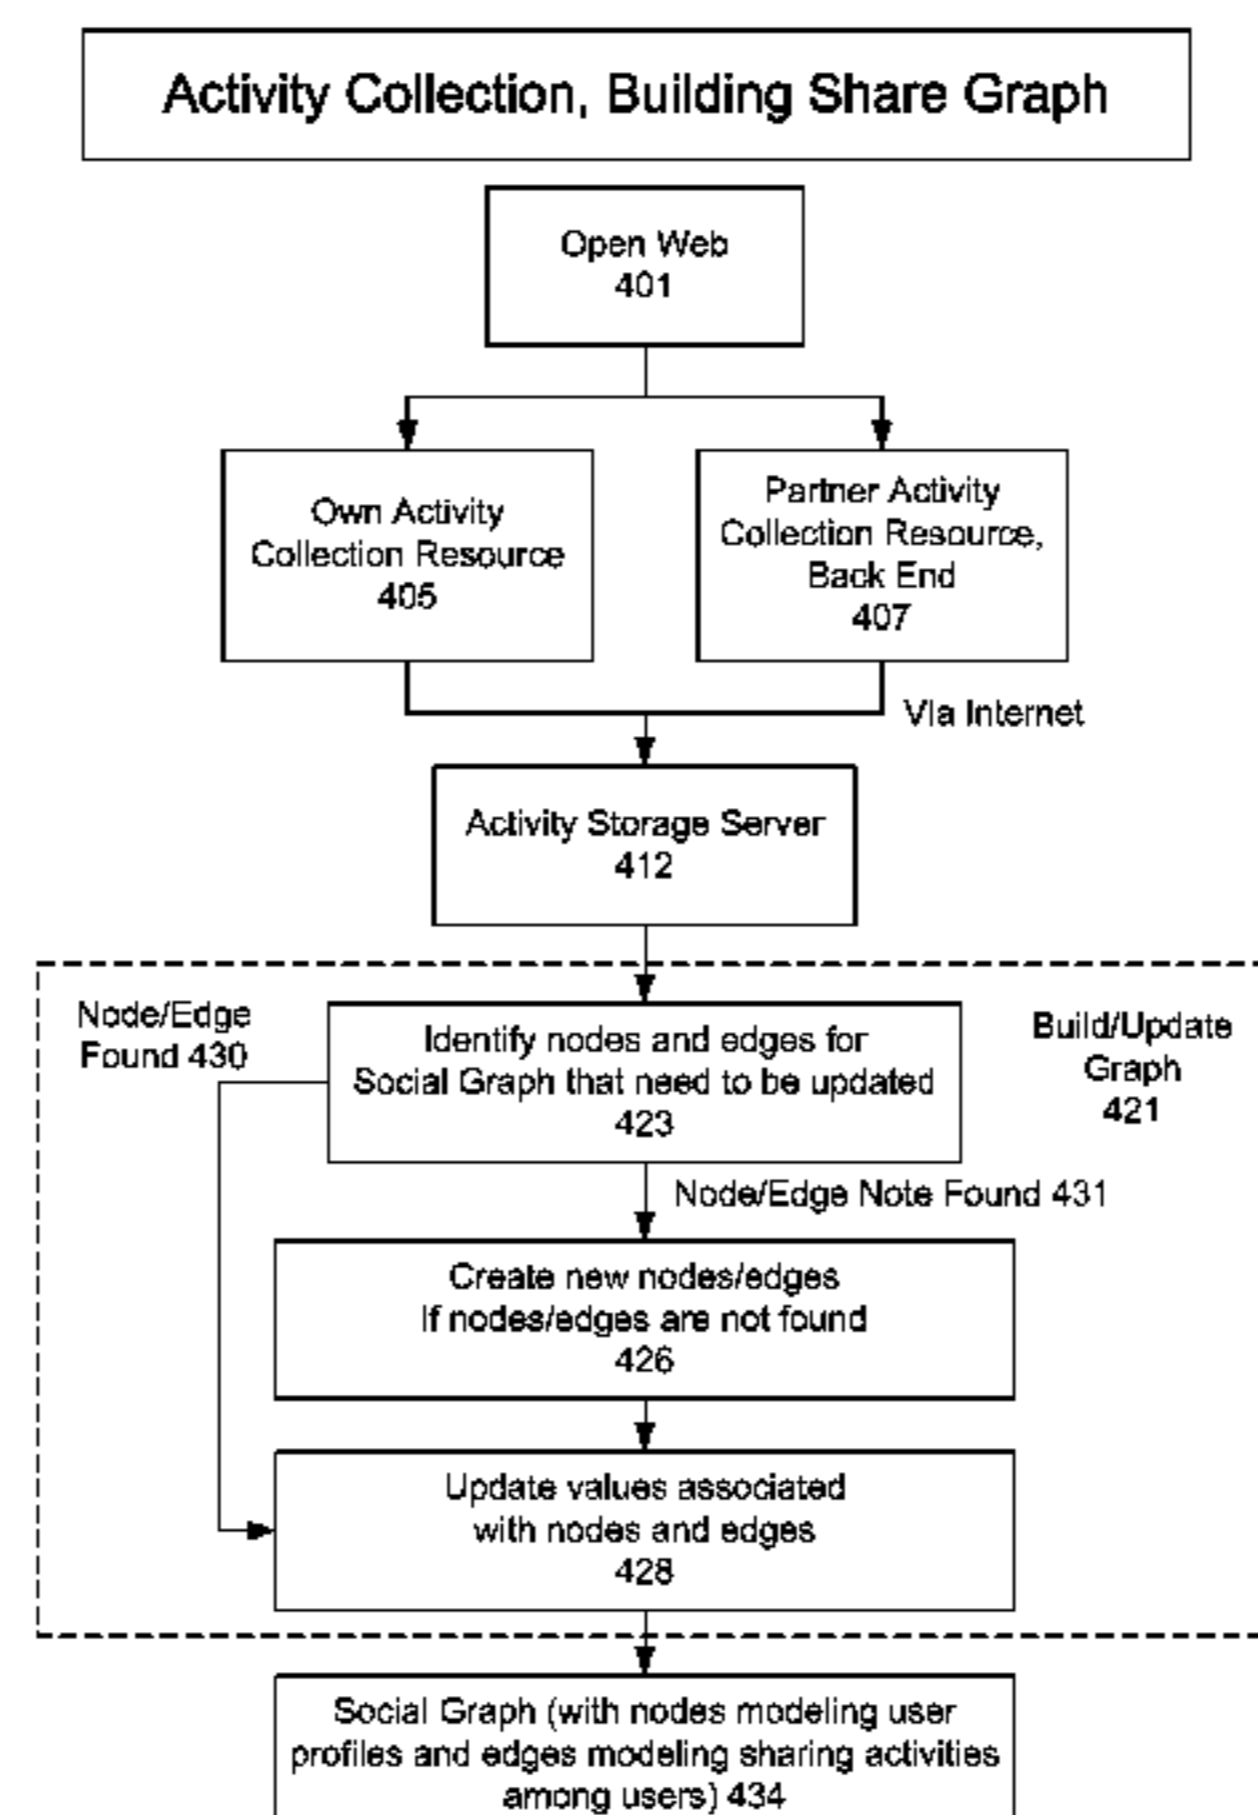 Activity Collection, Building Share Graph
Open Web
401
Own Activity
Collection Resource
405
Partner Activity
Collection Resource,
Back End
407
Via Internet
Activity Storage Server
412
Node/Edge
Found 430
Identify nodes and edges for
Social Graph that need to be updated
423
Build/Update
Graph
421
Node/Edge Note Found 431
Create new nodes/edges
If nodes/edges are not found
426
Update values associated
with nodes and edges
428
Social Graph (with nodes modeling user
profiles and edges modeling sharing activities
among users) 434